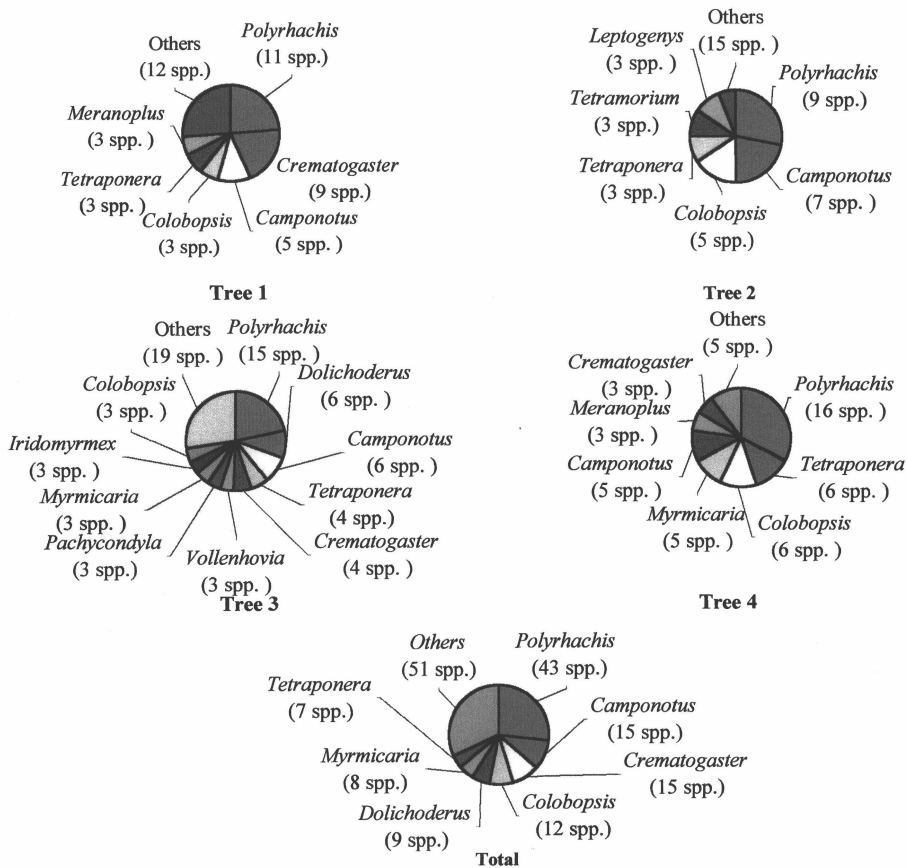 Others
(12 spp.)
Polyrhachis
(11 spp.)
Meranoplus
(3 spp. )
Tetraponera
(3 spp. )
Colobopsis
(3 spp.)
Camponotus
(5 spp. )
Crematogaster
(9 spp. )
Tree 1
Others
(15 spp. )
Leptogenys
(3 spp. )
Polyrhachis
(9 spp. )
Tetramorium
(3 spp. )
Tetraponera
(3 spp. )
Camponotus
(7 spp. )
Colobopsis
(5 spp.)
Tree 2
Others
(19 spp. )
Polyrhachis
(15 spp. )
Dolichoderus
(6 spp. )
Colobopsis
(3 spp. )
Camponotus
(6 spp. )
Iridomyrmex
(3 spp. )
Tetraponera
(4 spp. )
Myrmicaria
(3 spp. )
Crematogaster
(4 spp. )
Pachycondyla
(3 spp. )
Vollenhovia
(3 spp. )
Tree 3
Others
(5 spp. )
Crematogaster
(3 spp. )
Polyrhachis
(16 spp. )
Meranoplus
(3 spp. )
Camponotus
(5 spp. )
Tetraponera
(6 spp. )
Myrmicaria
(5 spp. )
Colobopsis
(6 spp. )
Tree 4
Others
(51 spp.)
Polyrhachis
(43 spp.)
Tetraponera
(7 spp.)
Camponotus
(15 spp.)
Myrmicaria
(8 spp.)
Crematogaster
(15 spp.)
Dolichoderus
(9 spp.)
Colobopsis
(12 spp.)
Total